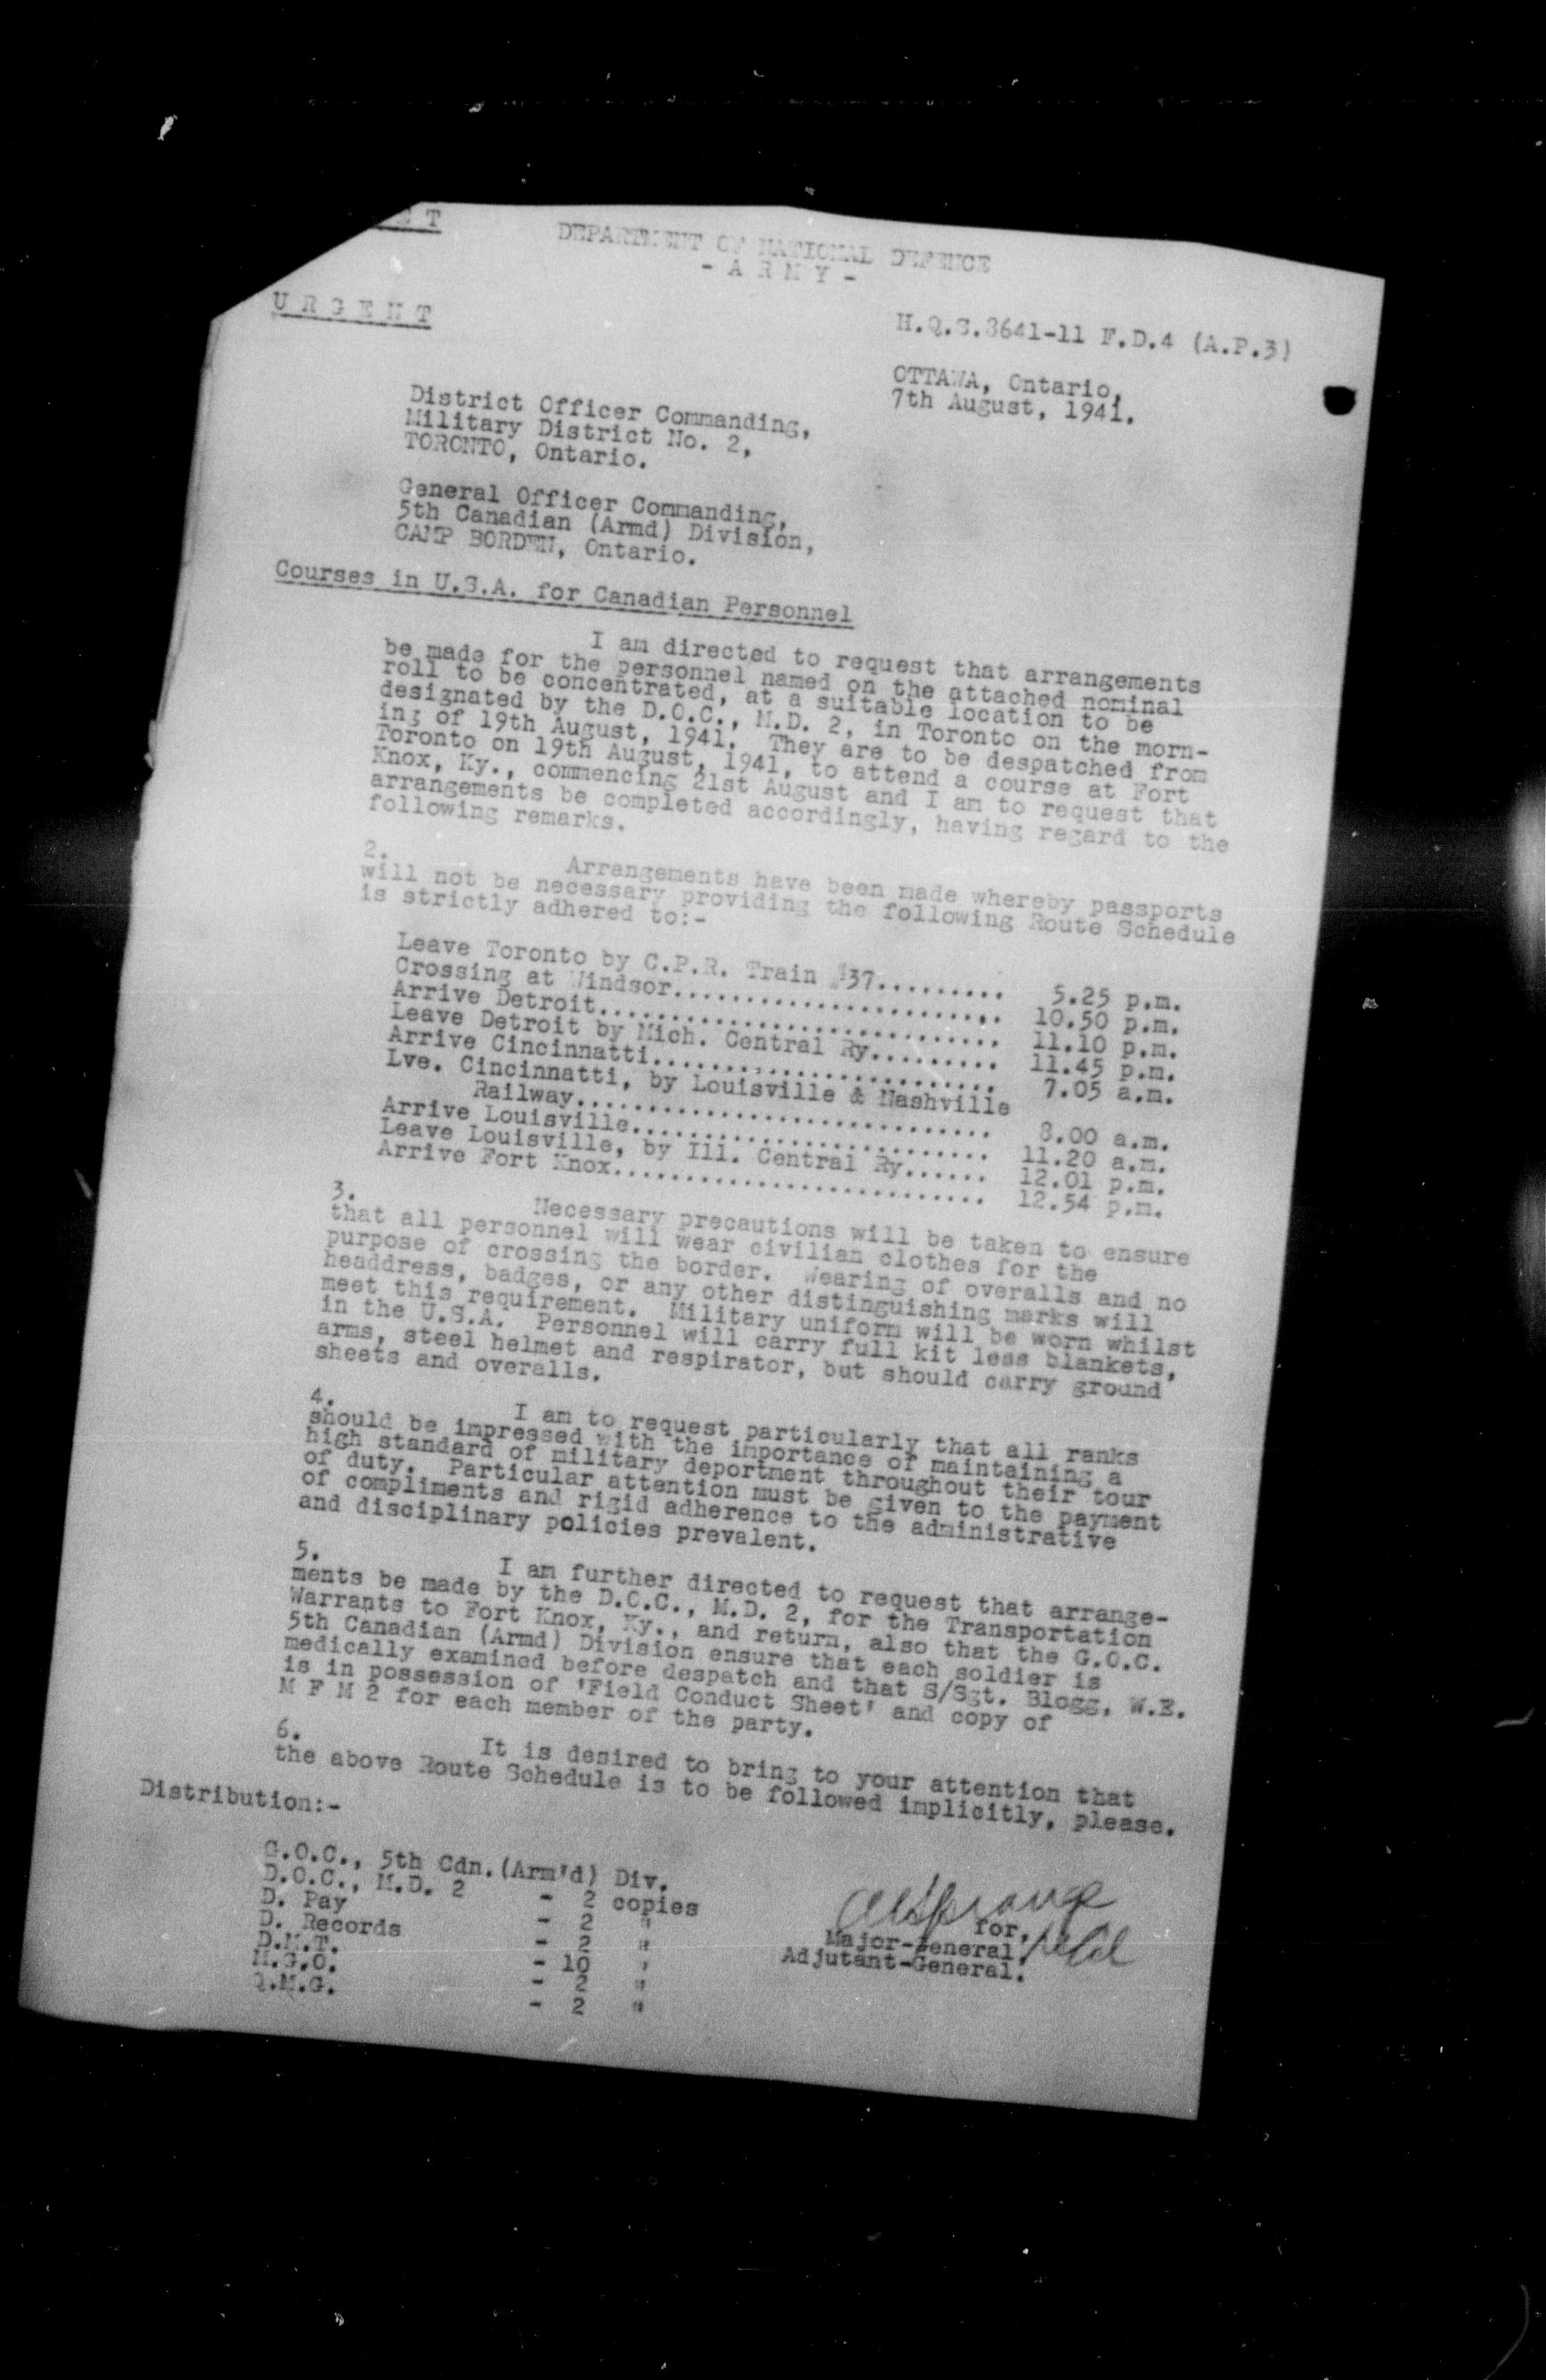 E T
DEPARTMENT OF NATIONAL DEFENCE
- A R M Y -
U R G E N T
H.Q.S.8641-11 F.D.4 (A.P.3)
OTTAWA, Ontario,
7th August, 1941.
District Officer Commanding,
Military District No. 2,
TORONTO, Ontario.
General Officer Commanding,
5th Canadian (Armd) Division,
CAMP BORDEN, Ontario.
Courses in U.S.A. for Canadian Personnel
I am directed to request that arrangements
be made for the personnel named on the attached nominal
roll to be concentrated, at a suitable location to be
designated by the D.O.C., M.D. 2, in Toronto on the morn-
ing of 19th August, 1941. They are to be despatched from
Toronto on 19th August, 1941, to attend a course at Fort
Knox, Ky., commencing 21st August and I am to request that
arrangements be completed accordingly, having regard to the
following remarks.
2. Arrangements have been made whereby passports
will not be necessary providing the following Route Schedule
is strictly adhered to:-
Leave Toronto by C.P.R. Train #37......... 5.25 p.m.
Crossing at Windsor............................. 10.50 p.m.
Arrive Detroit.................................. 11.10 p.m.
Leave Detroit by Mich. Central Ry......... 11.45 p.m.
Arrive Cincinnatti............................. 7.05 a.m.
Lve. Cincinnatti, by Louisville & Nashville
Railway.................................. 8.00 a.m.
Arrive Louisville............................. 11.20 a.m.
Leave Louisville, by Ill. Central Ry...... 12.01 p.m.
Arrive Fort Knox.............................. 12.54 p.m.
3. Necessary precautions will be taken to ensure
that all personnel will wear civilian clothes for the
purpose of crossing the border. Wearing of overalls and no
headdress, badges, or any other distinguishing marks will
meet this requirement. Military uniform will be worn whilst
in the U.S.A. Personnel will carry full kit less blankets,
arms, steel helmet and respirator, but should carry ground
sheets and overalls.
4. I am to request particularly that all ranks
should be impressed with the importance of maintaining a
high standard of military deportment throughout their tour
of duty. Particular attention must be given to the payment
of compliments and rigid adherence to the administrative
and disciplinary policies prevalent.
5. I am further directed to request that arrange-
ments be made by the D.O.C., M.D. 2, for the Transportation
Warrants to Fort Knox, Ky., and return, also that the G.O.C.
5th Canadian (Armd) Division ensure that each soldier is
medically examined before despatch and that S/Sgt. Blogg, W.E.
is in possession of 'Field Conduct Sheet' and copy of
M F M 2 for each member of the party.
6. It is desired to bring to your attention that
the above Route Schedule is to be followed implicitly, please.
Distribution:-
G.O.C., 5th Cdn.(Arm'd) Div.
D.O.C., M.D. 2 - 2 copies
D. Pay - 2 "
D. Records - 2 "
D.M.T. - 10 "
M.G.O. - 2 "
Q.M.G. - 2 "
for,
Major-General,
Adjutant-General.